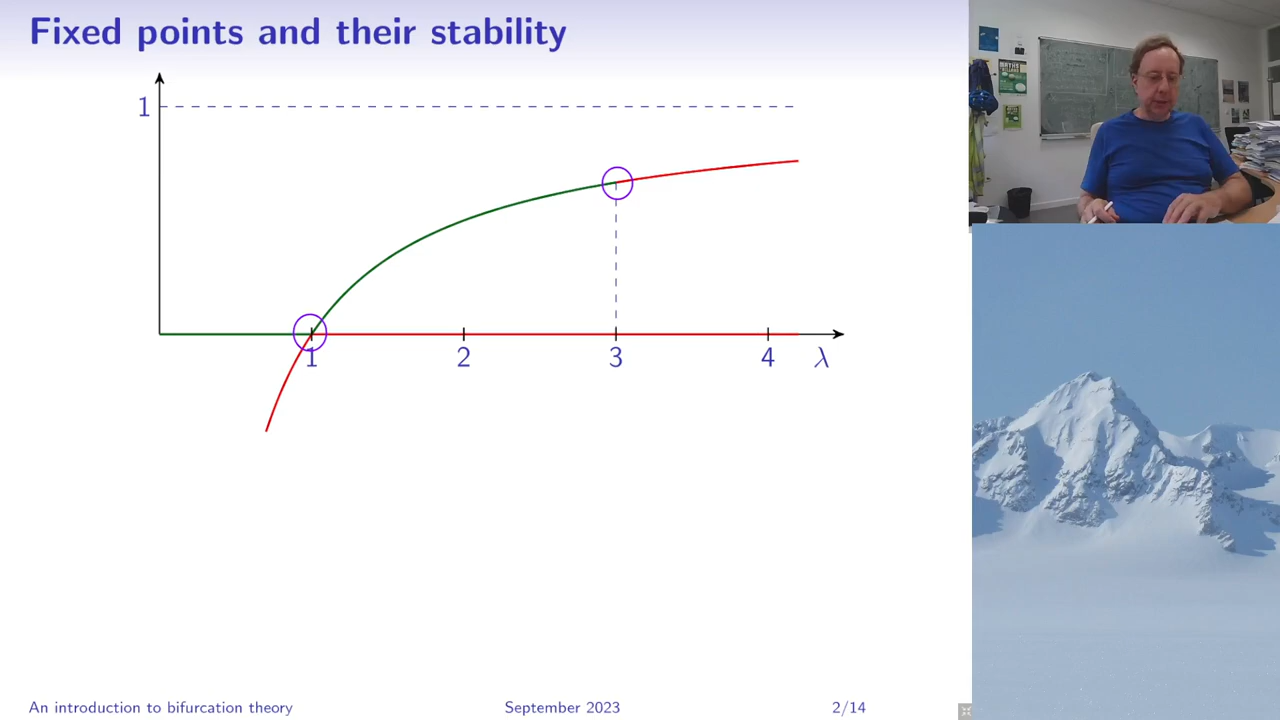 Fixed points and their stability
1
1 2 3 4 λ
An introduction to bifurcation theory September 2023 2/14